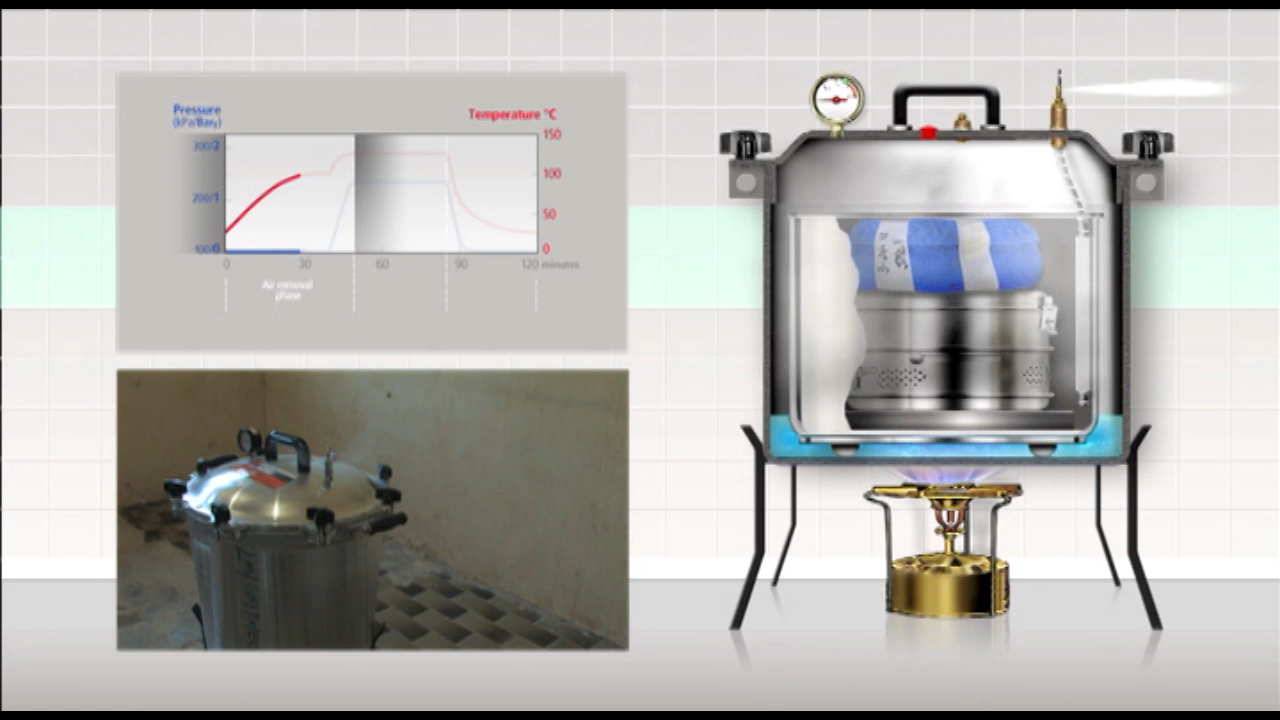 Pressure
(kPa/Bar₉)
Temperature °C
300/2
200/1
100/0
150
100
50
0
0
30
60
90
120 minutes
Air removal
phase